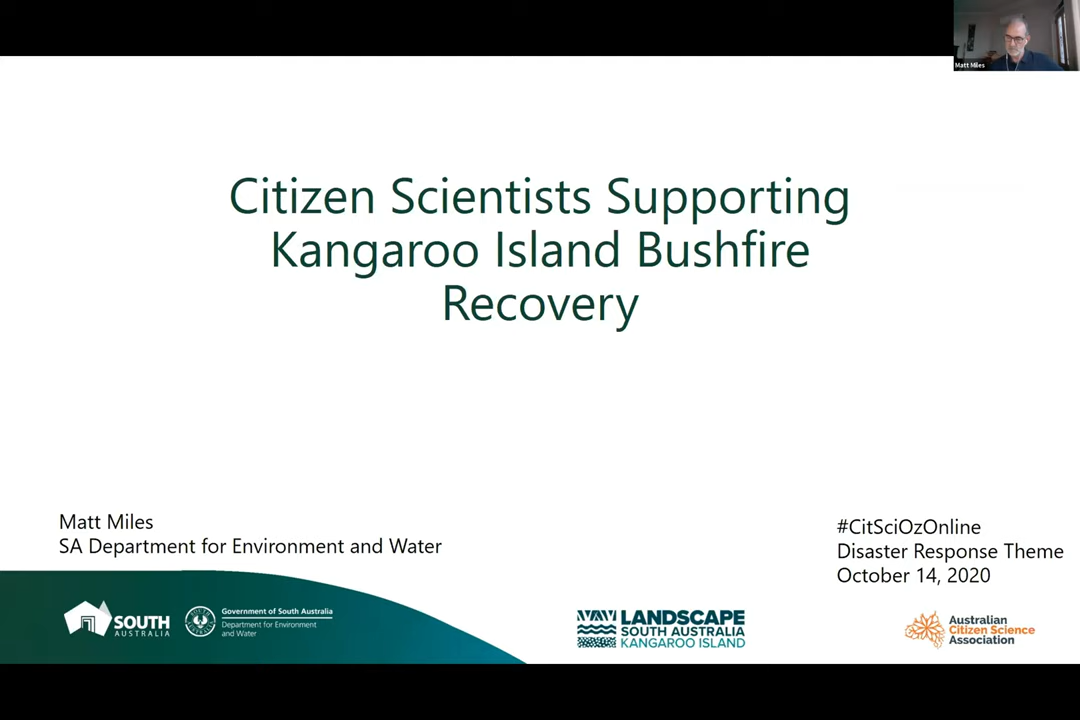 Matt Miles
Citizen Scientists Supporting
Kangaroo Island Bushfire
Recovery
Matt Miles
SA Department for Environment and Water
#CitSciOzOnline
Disaster Response Theme
October 14, 2020
SOUTH
AUSTRALIA
Government of South Australia
Department for Environment
and Water
LANDSCAPE
SOUTH AUSTRALIA
KANGAROO ISLAND
Australian
Citizen Science
Association